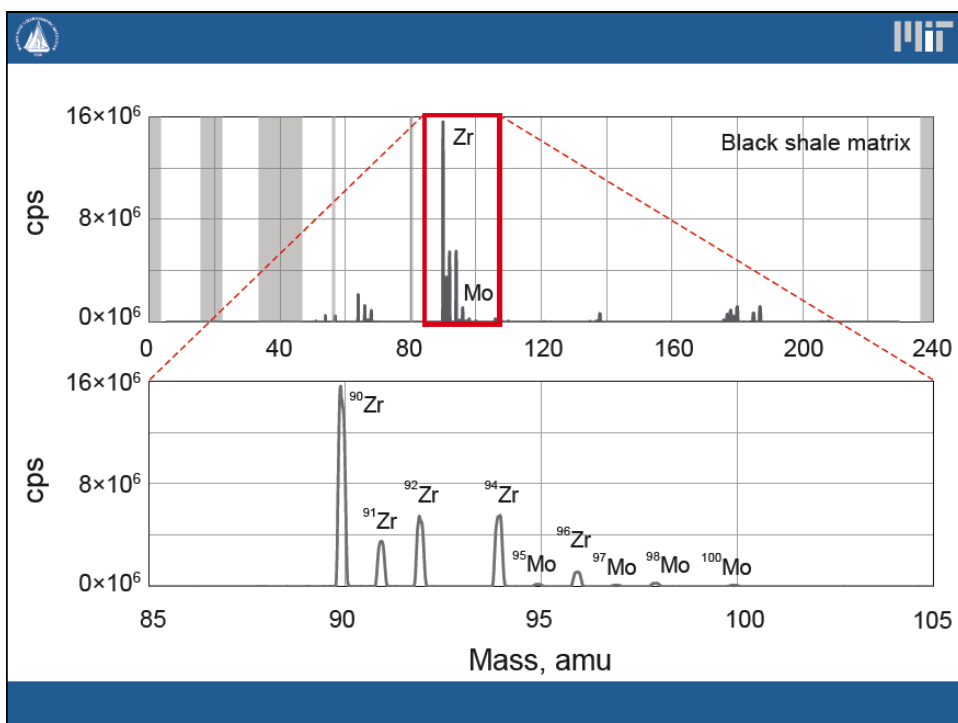 MIT
16×10⁶
Zr
Black shale matrix
cps
8×10⁶
Mo
0×10⁶
0 40 80 120 160 200 240
16×10⁶
⁹⁰Zr
cps
8×10⁶
⁹²Zr ⁹⁴Zr
⁹¹Zr
⁹⁶Zr
⁹⁵Mo ⁹⁷Mo ⁹⁸Mo ¹⁰⁰Mo
0×10⁶
85 90 95 100 105
Mass, amu